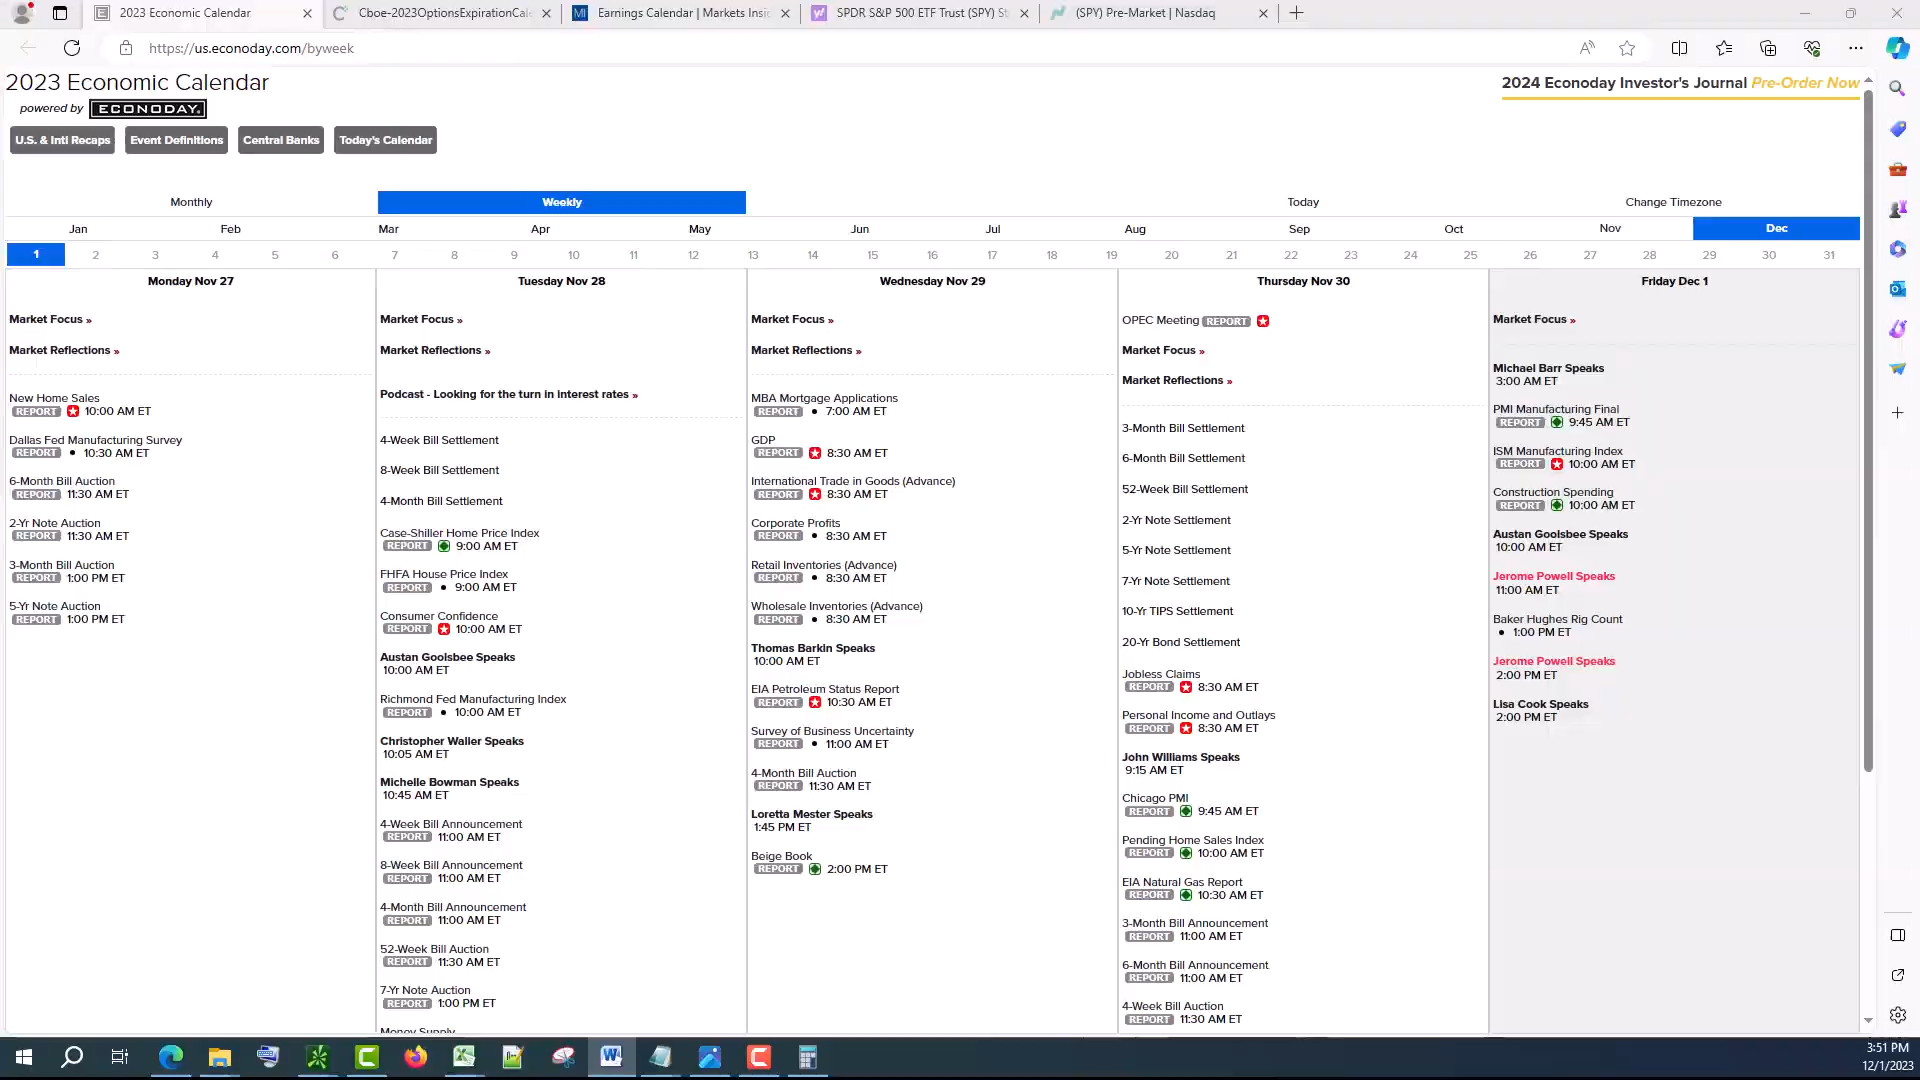 2023 Economic Calendar
Cboe-2023OptionsExpirationCale
Earnings Calendar | Markets Insid
SPDR S&P 500 ETF Trust (SPY) St
(SPY) Pre-Market | Nasdaq
https://us.econoday.com/byweek
2023 Economic Calendar
powered by ECONODAY.
2024 Econoday Investor's Journal Pre-Order Now
U.S. & Intl Recaps
Event Definitions
Central Banks
Today's Calendar
Monthly Weekly Today Change Timezone
Jan Feb Mar Apr May Jun Jul Aug Sep Oct Nov Dec
1 2 3 4 5 6 7 8 9 10 11 12 13 14 15 16 17 18 19 20 21 22 23 24 25 26 27 28 29 30 31
Monday Nov 27
Market Focus »
Market Reflections »
New Home Sales
REPORT 10:00 AM ET
Dallas Fed Manufacturing Survey
REPORT • 10:30 AM ET
6-Month Bill Auction
REPORT 11:30 AM ET
2-Yr Note Auction
REPORT 11:30 AM ET
3-Month Bill Auction
REPORT 1:00 PM ET
5-Yr Note Auction
REPORT 1:00 PM ET
Tuesday Nov 28
Market Focus »
Market Reflections »
Podcast - Looking for the turn in interest rates »
4-Week Bill Settlement
8-Week Bill Settlement
4-Month Bill Settlement
Case-Shiller Home Price Index
REPORT 9:00 AM ET
FHFA House Price Index
REPORT • 9:00 AM ET
Consumer Confidence
REPORT 10:00 AM ET
Austan Goolsbee Speaks
10:00 AM ET
Richmond Fed Manufacturing Index
REPORT • 10:00 AM ET
Christopher Waller Speaks
10:05 AM ET
Michelle Bowman Speaks
10:45 AM ET
4-Week Bill Announcement
REPORT 11:00 AM ET
8-Week Bill Announcement
REPORT 11:00 AM ET
4-Month Bill Announcement
REPORT 11:00 AM ET
52-Week Bill Auction
REPORT 11:30 AM ET
7-Yr Note Auction
REPORT 1:00 PM ET
Money Supply
Wednesday Nov 29
Market Focus »
Market Reflections »
MBA Mortgage Applications
REPORT • 7:00 AM ET
GDP
REPORT 8:30 AM ET
International Trade in Goods (Advance)
REPORT 8:30 AM ET
Corporate Profits
REPORT • 8:30 AM ET
Retail Inventories (Advance)
REPORT • 8:30 AM ET
Wholesale Inventories (Advance)
REPORT • 8:30 AM ET
Thomas Barkin Speaks
10:00 AM ET
EIA Petroleum Status Report
REPORT 10:30 AM ET
Survey of Business Uncertainty
REPORT • 11:00 AM ET
4-Month Bill Auction
REPORT 11:30 AM ET
Loretta Mester Speaks
1:45 PM ET
Beige Book
REPORT 2:00 PM ET
Thursday Nov 30
OPEC Meeting REPORT
Market Focus »
Market Reflections »
3-Month Bill Settlement
6-Month Bill Settlement
52-Week Bill Settlement
2-Yr Note Settlement
5-Yr Note Settlement
7-Yr Note Settlement
10-Yr TIPS Settlement
20-Yr Bond Settlement
Jobless Claims
REPORT 8:30 AM ET
Personal Income and Outlays
REPORT 8:30 AM ET
John Williams Speaks
9:15 AM ET
Chicago PMI
REPORT 9:45 AM ET
Pending Home Sales Index
REPORT 10:00 AM ET
EIA Natural Gas Report
REPORT 10:30 AM ET
3-Month Bill Announcement
REPORT 11:00 AM ET
6-Month Bill Announcement
REPORT 11:00 AM ET
4-Week Bill Auction
REPORT 11:30 AM ET
Friday Dec 1
Market Focus »
Michael Barr Speaks
3:00 AM ET
PMI Manufacturing Final
REPORT 9:45 AM ET
ISM Manufacturing Index
REPORT 10:00 AM ET
Construction Spending
REPORT 10:00 AM ET
Austan Goolsbee Speaks
10:00 AM ET
Jerome Powell Speaks
11:00 AM ET
Baker Hughes Rig Count
• 1:00 PM ET
Jerome Powell Speaks
2:00 PM ET
Lisa Cook Speaks
2:00 PM ET
3:51 PM
12/1/2023